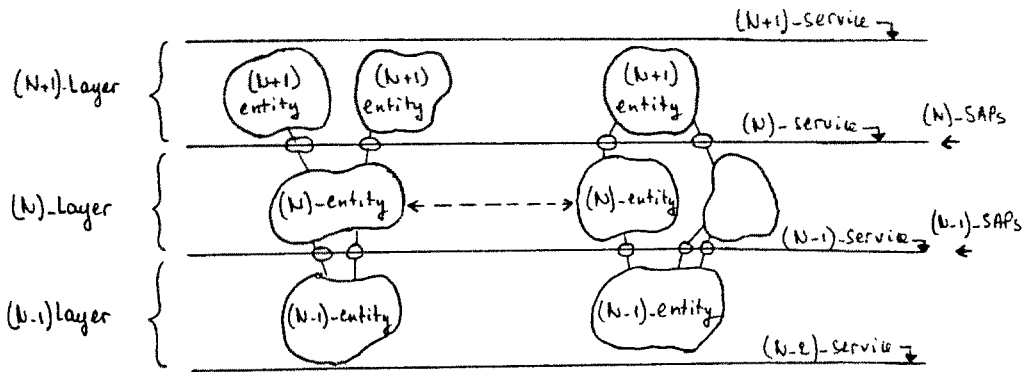 (N+1)-service
(N+1)-Layer
(N+1)
entity
(N+1)
entity
(N+1)
entity
(N)-service
(N)-SAPs
(N)-Layer
(N)-entity
(N)-entity
(N-1)-service
(N-1)-SAPs
(N-1)Layer
(N-1)-entity
(N-1)-entity
(N-2)-service